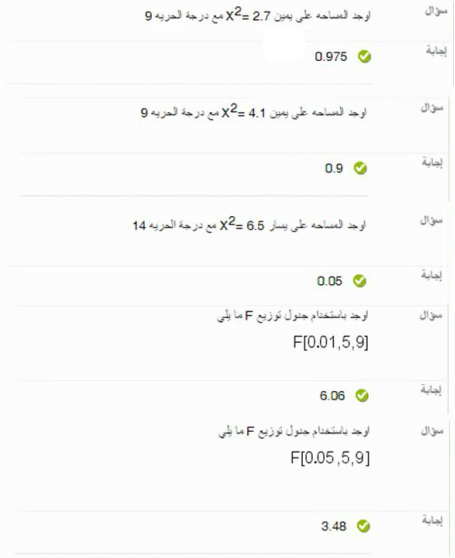 سؤال
اوجد المساحه على يمين X2= 2.7 مع درجة الحريه 9
إجابة
0.975
سؤال
اوجد المساحه على يمين X2= 4.1 مع درجة الحريه 9
إجابة
0.9
سؤال
اوجد المساحه على يسار X2= 6.5 مع درجة الحريه 14
إجابة
0.05
سؤال
اوجد باستخدام جدول توزيع F ما يلي
F[0.01,5,9]
إجابة
6.06
سؤال
اوجد باستخدام جدول توزيع F ما يلي
F[0.05,5,9]
إجابة
3.48